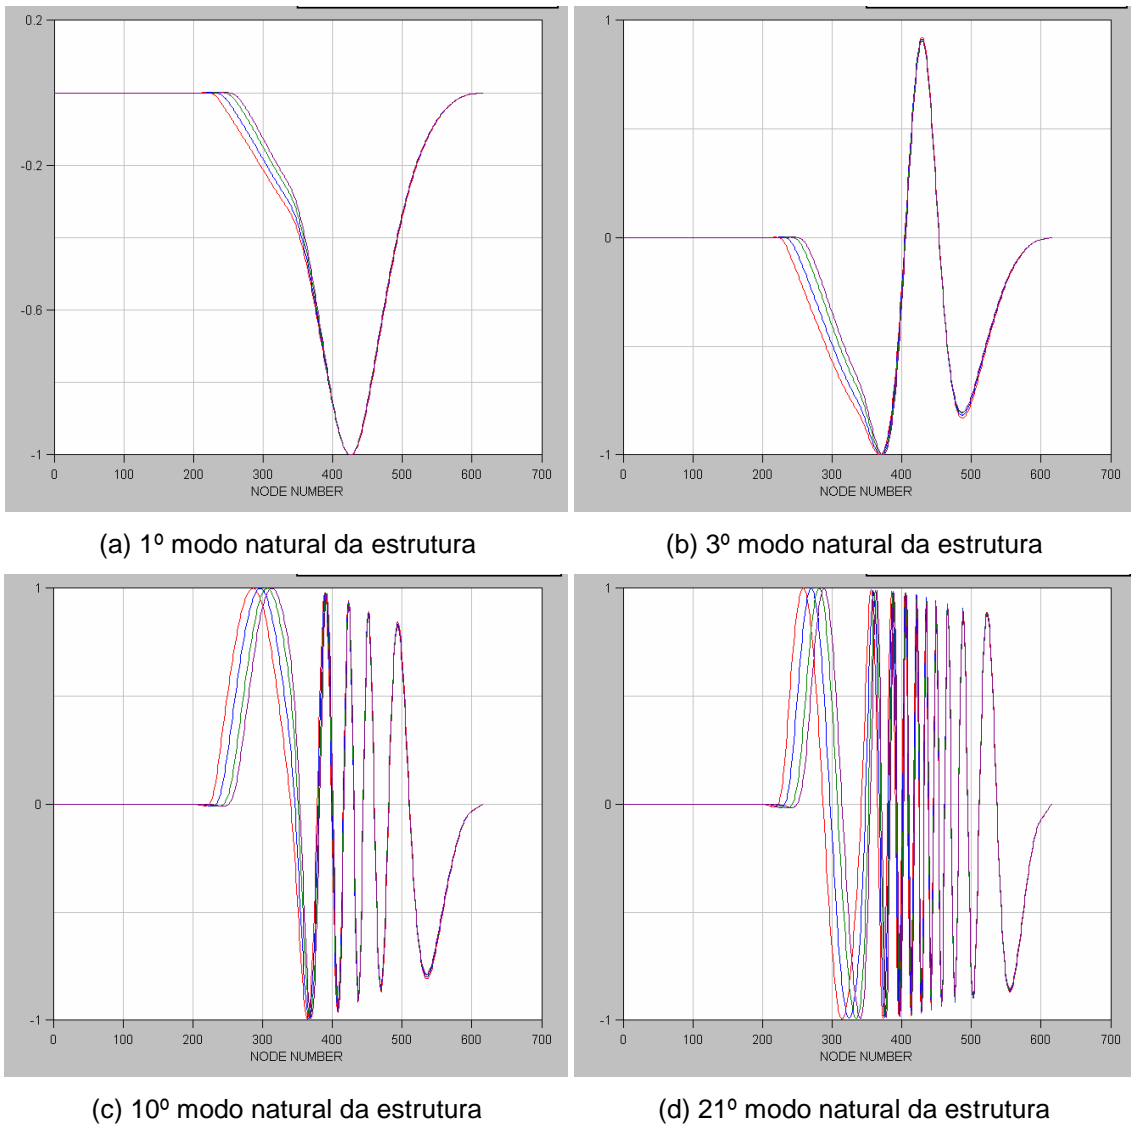 0.2
-0.2
-0.6
-1
0 100 200 300 400 500 600 700
NODE NUMBER
(a) 1º modo natural da estrutura
1
0
-1
0 100 200 300 400 500 600 700
NODE NUMBER
(b) 3º modo natural da estrutura
1
0
-1
0 100 200 300 400 500 600 700
NODE NUMBER
(c) 10º modo natural da estrutura
1
0
-1
0 100 200 300 400 500 600 700
NODE NUMBER
(d) 21º modo natural da estrutura